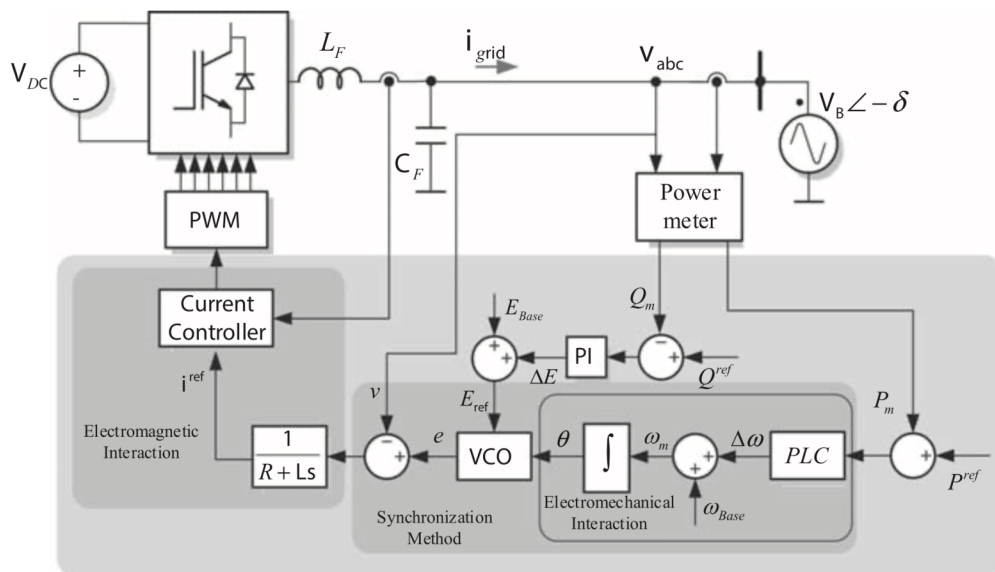 V_DC
+
-
L_F
i_grid
v_abc
V_B∠−δ
C_F
PWM
Power
meter
Current
Controller
E_Base
Q_m
+
+
PI
−
+
ΔE
Q^ref
i^ref
v
E_ref
P_m
Electromagnetic
Interaction
1
R + Ls
−
+
e
VCO
θ
∫
ω_m
+
+
Δω
PLC
+
P^ref
Electromechanical
Interaction
ω_Base
Synchronization
Method